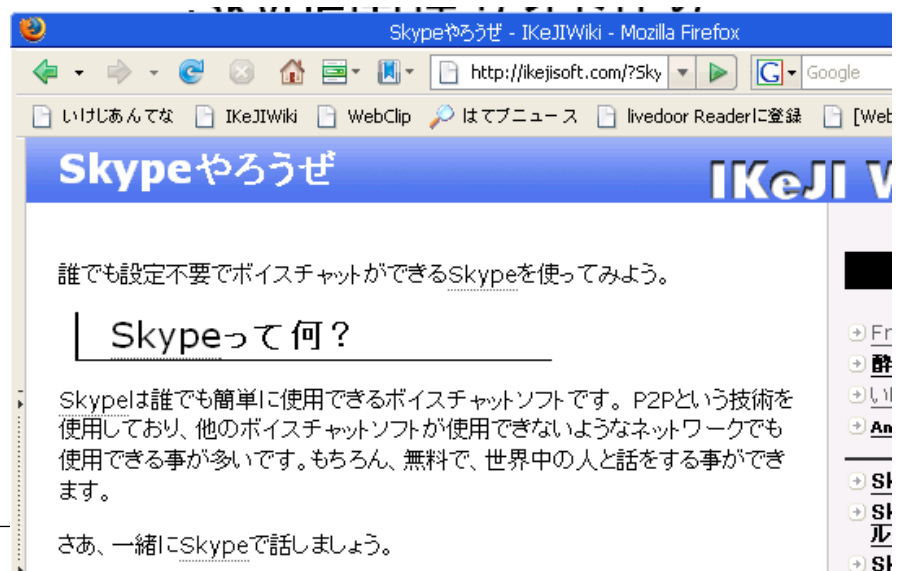 Skypeやろうぜ - IKeJIWiki - Mozilla Firefox
http://ikejisoft.com/?Sky
G
Google
いけじあんてな IKeJIWiki WebClip はてブニュース livedoor Readerに登録 [Web
Skypeやろうぜ
IKeJI W
誰でも設定不要でボイスチャットができるSkypeを使ってみよう。
Skypeって何？
Skypeは誰でも簡単に使用できるボイスチャットソフトです。P2Pという技術を
使用しており、他のボイスチャットソフトが使用できないようなネットワークでも
使用できる事が多いです。もちろん、無料で、世界中の人と話をする事ができ
ます。
さあ、一緒にSkypeで話しましょう。
Fr
酔
い
An
Sk
Sk
ル
Sk